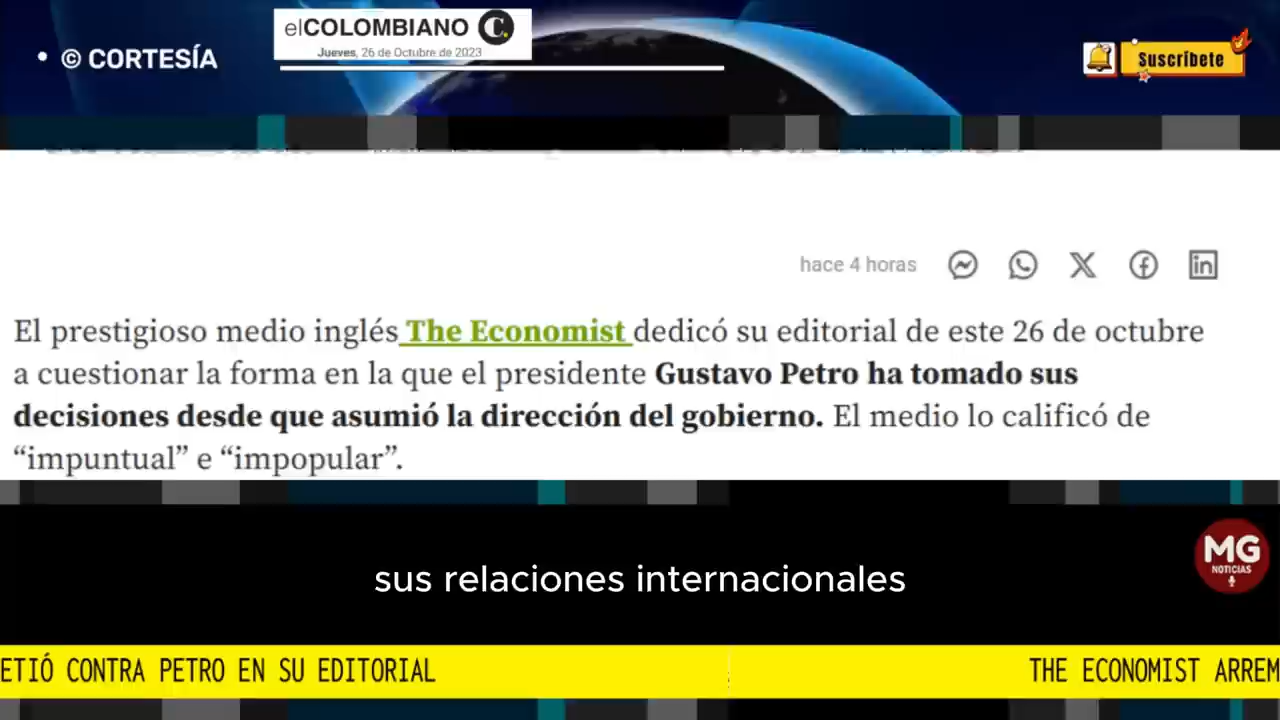 elCOLOMBIANO C.
Jueves, 26 de Octubre de 2023
• © CORTESÍA
Suscríbete
hace 4 horas
El prestigioso medio inglés The Economist dedicó su editorial de este 26 de octubre
a cuestionar la forma en la que el presidente Gustavo Petro ha tomado sus
decisiones desde que asumió la dirección del gobierno. El medio lo calificó de
“impuntual” e “impopular”.
MG
NOTICIAS
sus relaciones internacionales
ETIÓ CONTRA PETRO EN SU EDITORIAL THE ECONOMIST ARREM